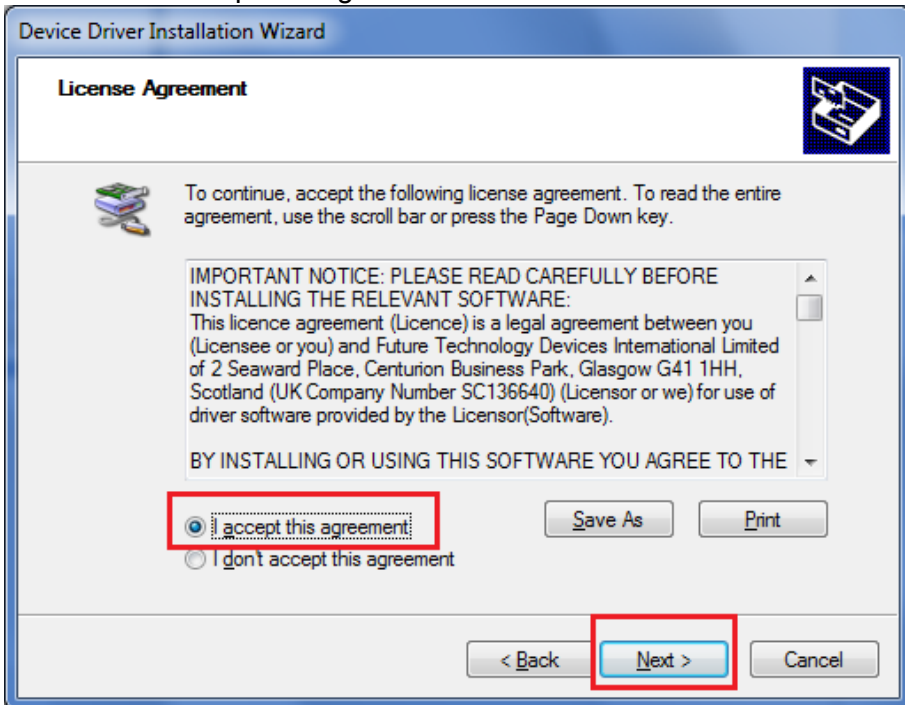 Device Driver Installation Wizard
License Agreement
To continue, accept the following license agreement. To read the entire
agreement, use the scroll bar or press the Page Down key.
IMPORTANT NOTICE: PLEASE READ CAREFULLY BEFORE
INSTALLING THE RELEVANT SOFTWARE:
This licence agreement (Licence) is a legal agreement between you
(Licensee or you) and Future Technology Devices International Limited
of 2 Seaward Place, Centurion Business Park, Glasgow G41 1HH,
Scotland (UK Company Number SC136640) (Licensor or we) for use of
driver software provided by the Licensor(Software).
BY INSTALLING OR USING THIS SOFTWARE YOU AGREE TO THE
I accept this agreement
Save As
Print
I don't accept this agreement
< Back
Next >
Cancel